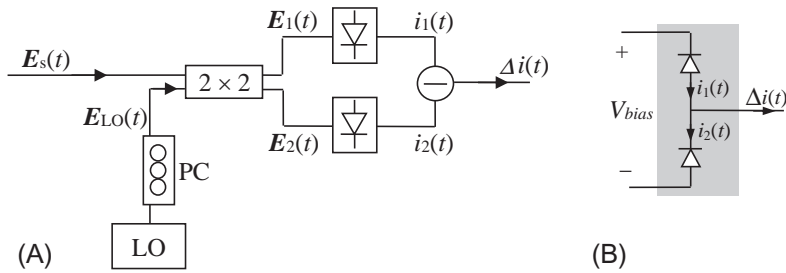 E1(t)
i1(t)
Es(t)
2 × 2
Δi(t)
ELO(t)
E2(t)
i2(t)
PC
LO
(A)
+
i1(t)
Δi(t)
Vbias
i2(t)
−
(B)